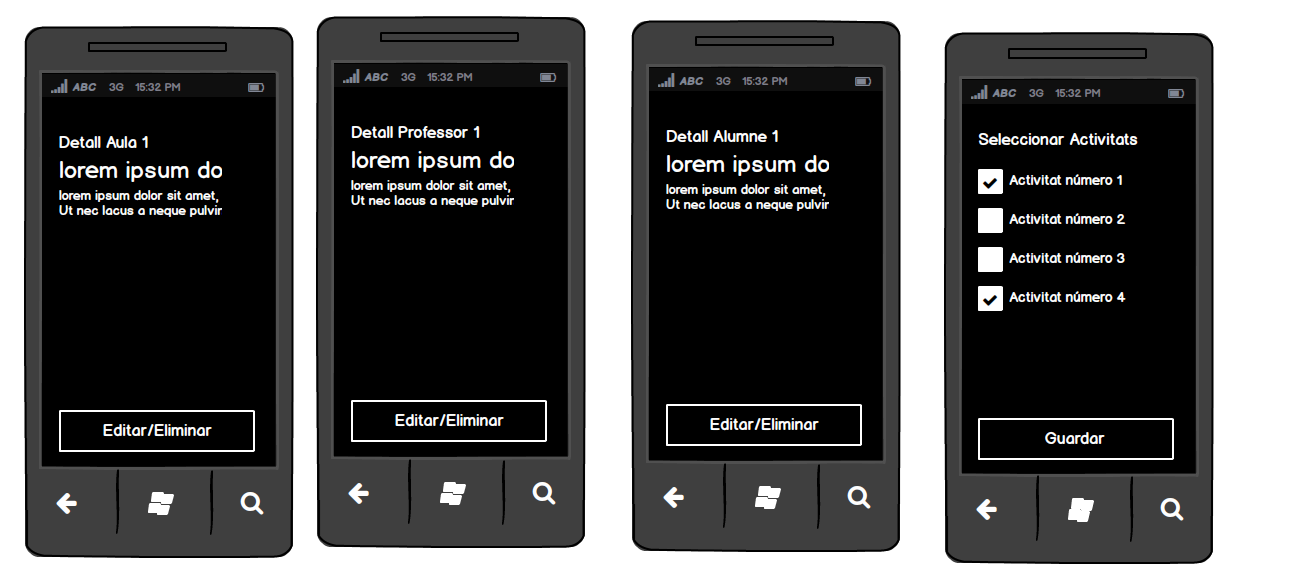 ABC 3G 15:32 PM
Detall Aula 1
lorem ipsum do
lorem ipsum dolor sit amet,
Ut nec lacus a neque pulvir
Editar/Eliminar
ABC 3G 15:32 PM
Detall Professor 1
lorem ipsum do
lorem ipsum dolor sit amet,
Ut nec lacus a neque pulvir
Editar/Eliminar
ABC 3G 15:32 PM
Detall Alumne 1
lorem ipsum do
lorem ipsum dolor sit amet,
Ut nec lacus a neque pulvir
Editar/Eliminar
ABC 3G 15:32 PM
Seleccionar Activitats
Activitat número 1
Activitat número 2
Activitat número 3
Activitat número 4
Guardar